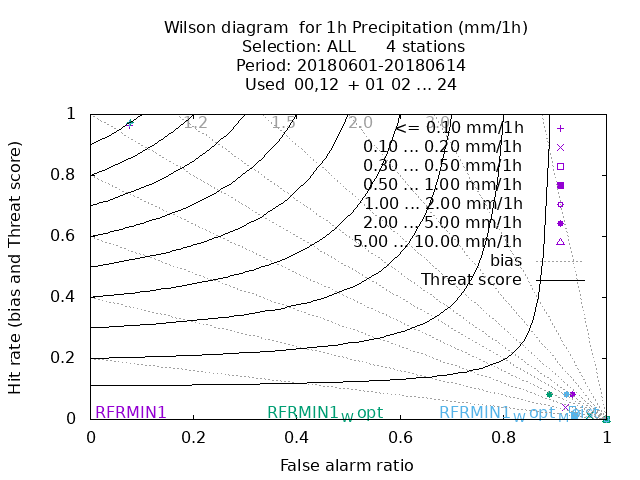 Wilson diagram  for 1h Precipitation (mm/1h)
Selection: ALL      4 stations
Period: 20180601-20180614
Used  00,12  + 01 02 ... 24
1
0.8
0.6
0.4
0.2
0
Hit rate (bias and Threat score)
1.2
1.5
2.0
3.0
<= 0.10 mm/1h
0.10 ... 0.20 mm/1h
0.30 ... 0.50 mm/1h
0.50 ... 1.00 mm/1h
1.00 ... 2.00 mm/1h
2.00 ... 5.00 mm/1h
5.00 ... 10.00 mm/1h
bias
Threat score
RFRMIN1
RFRMIN1W opt
RFRMIN1W opt
0
0.2
0.4
0.6
0.8
1
False alarm ratio